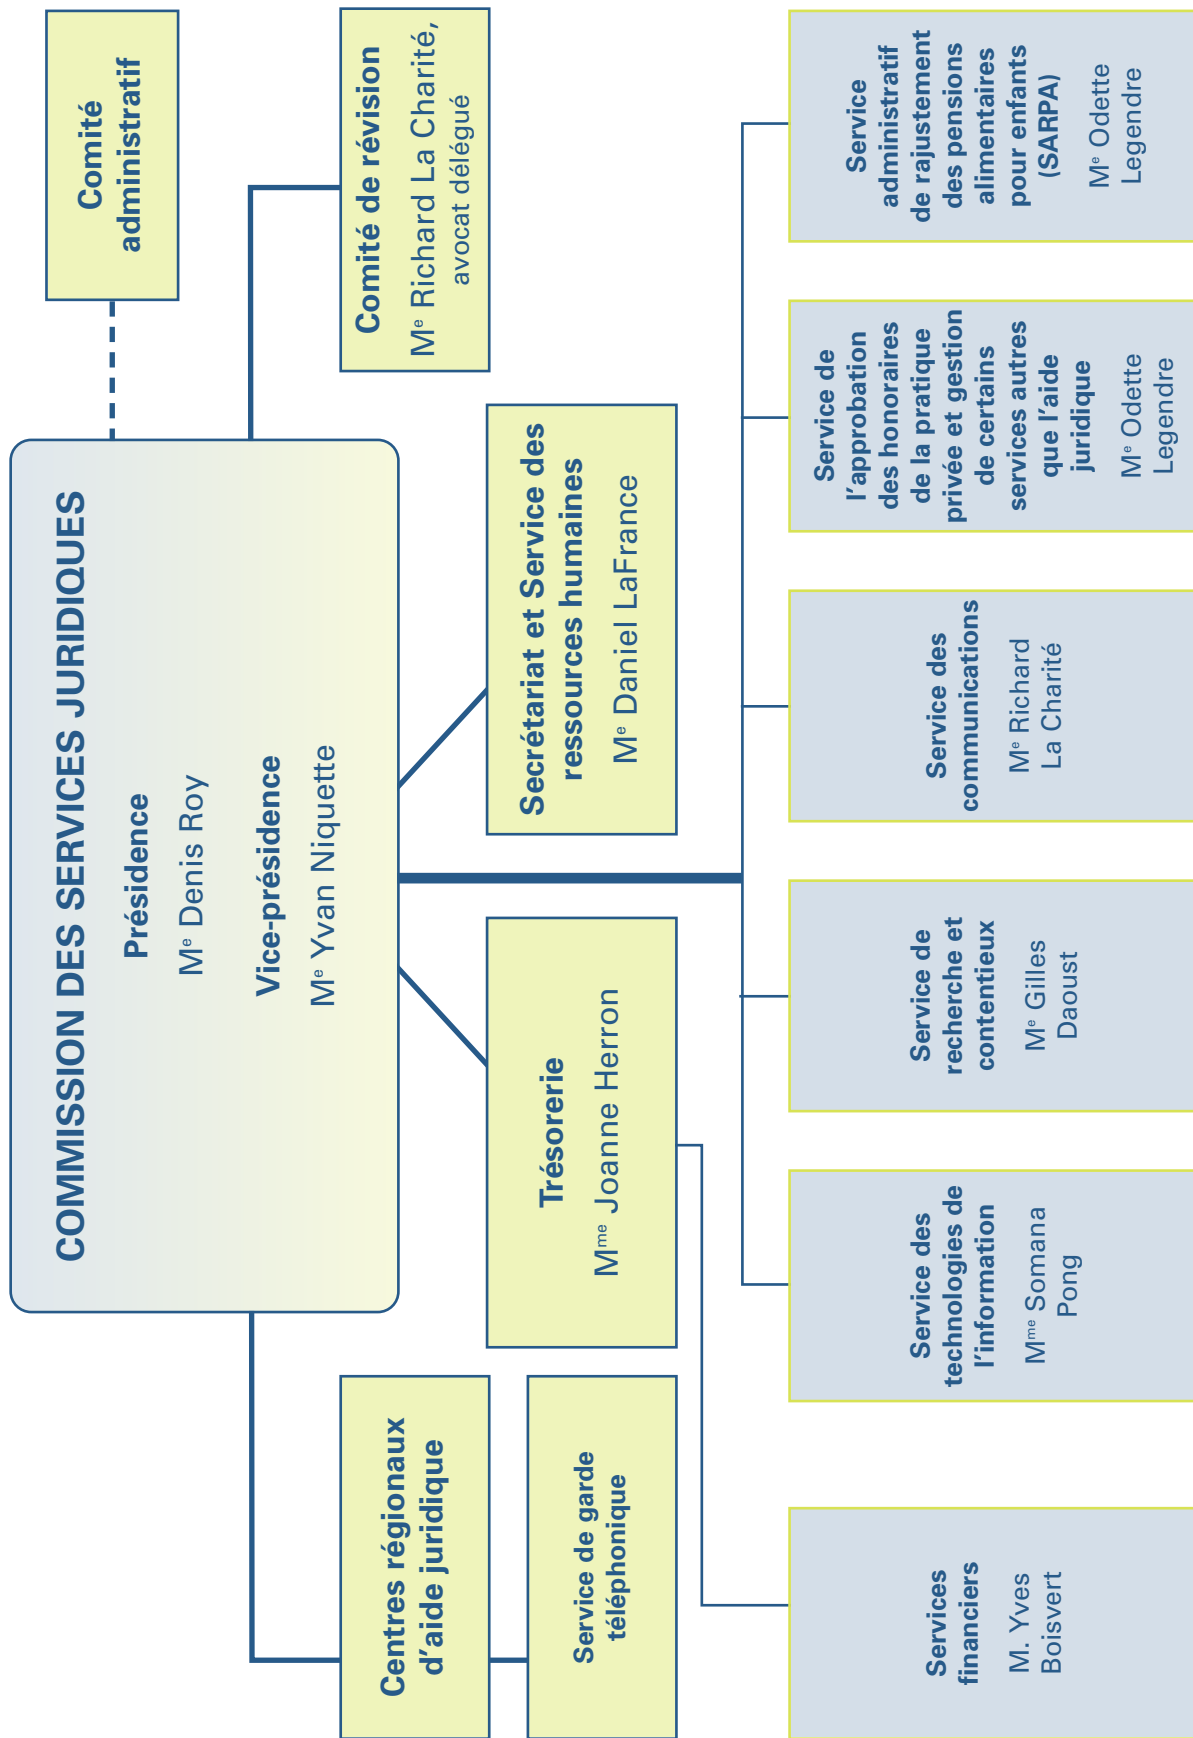 COMMISSION DES SERVICES JURIDIQUES
Présidence
Mᵉ Denis Roy
Vice-présidence
Mᵉ Yvan Niquette
Comité
administratif
Centres régionaux
d'aide juridique
Comité de révision
Mᵉ Richard La Charité,
avocat délégué
Service de garde
téléphonique
Trésorerie
Mᵐᵉ Joanne Herron
Secrétariat et Service des
ressources humaines
Mᵉ Daniel LaFrance
Services
financiers
M. Yves
Boisvert
Service des
technologies de
l'information
Mᵐᵉ Somana
Pong
Service de
recherche et
contentieux
Mᵉ Gilles
Daoust
Service des
communications
Mᵉ Richard
La Charité
Service de
l'approbation
des honoraires
de la pratique
privée et gestion
de certains
services autres
que l'aide
juridique
Mᵉ Odette
Legendre
Service
administratif
de rajustement
des pensions
alimentaires
pour enfants
(SARPA)
Mᵉ Odette
Legendre